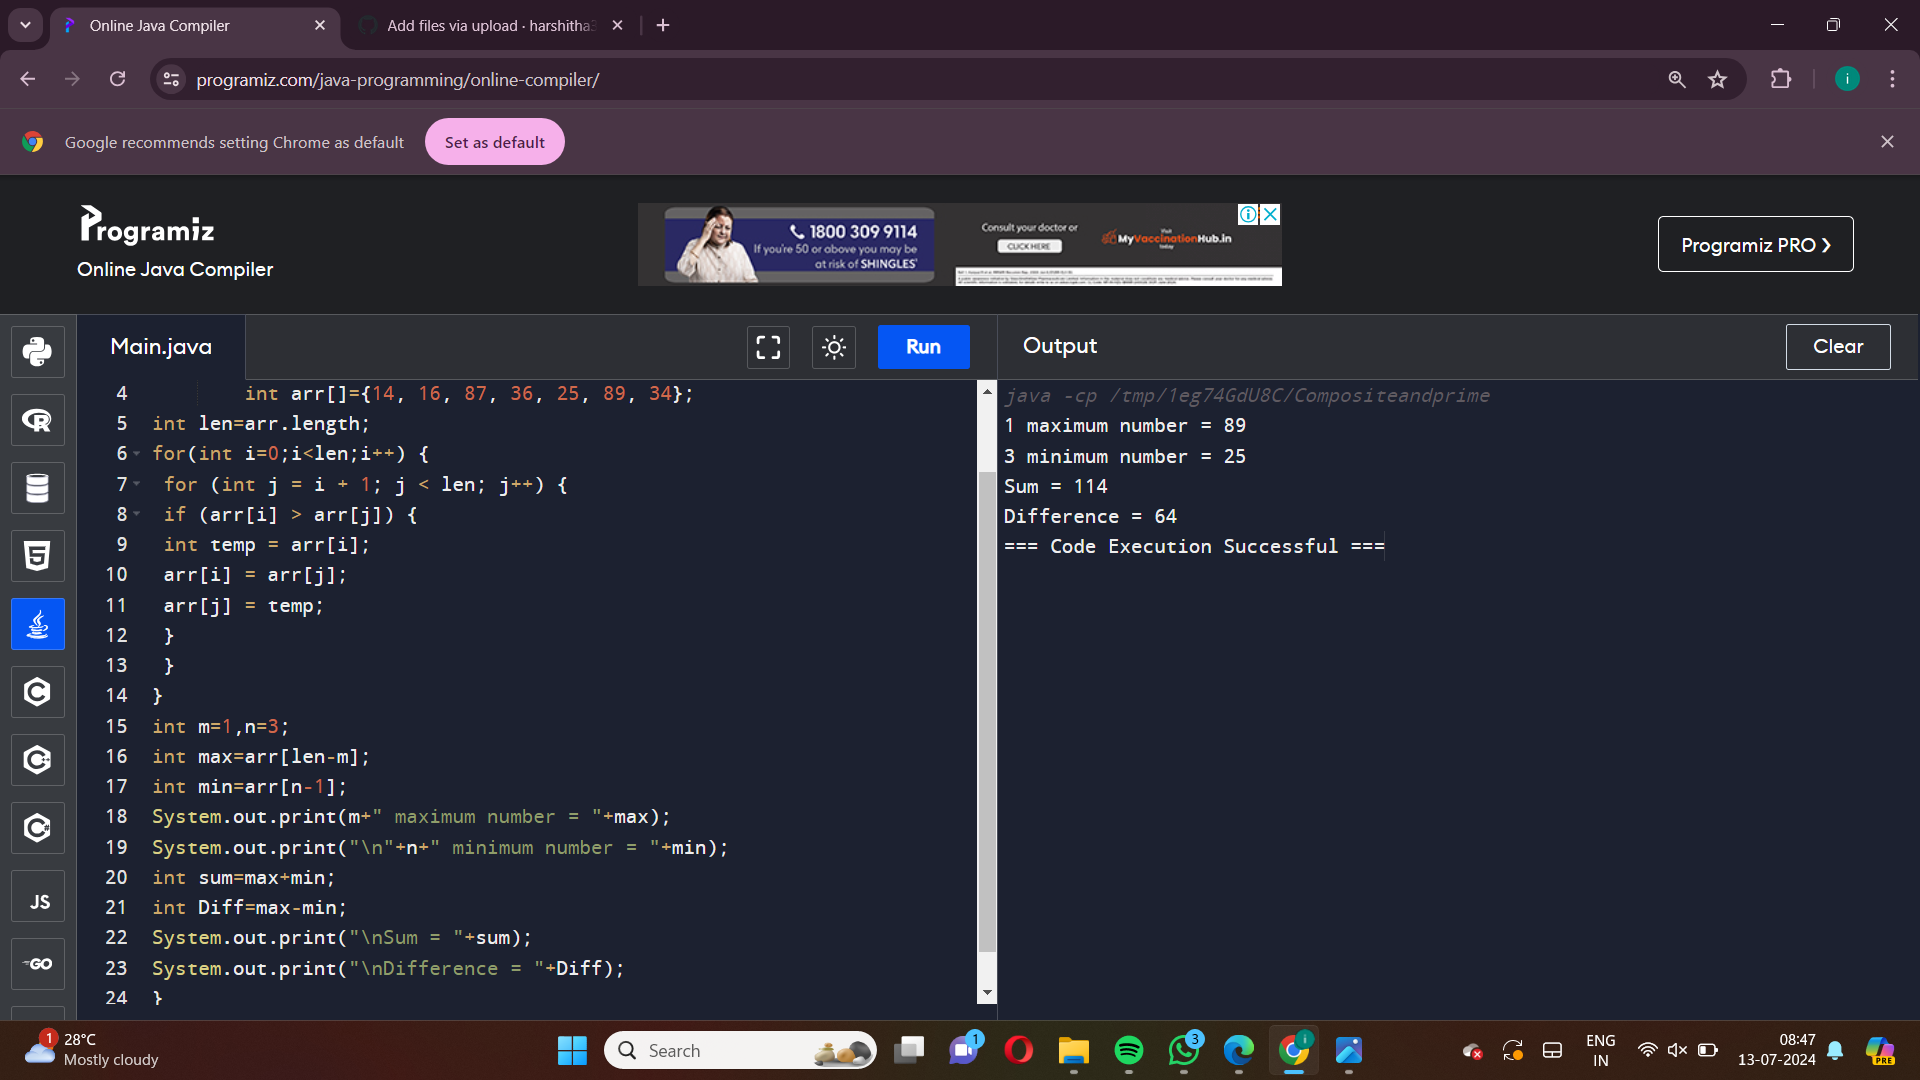 Online Java Compiler
Add files via upload · harshitha3
programiz.com/java-programming/online-compiler/
i
Google recommends setting Chrome as default
Set as default
Programiz
Online Java Compiler
1800 309 9114
If you're 50 or above you may be
at risk of SHINGLES*
Consult your doctor or
CLICK HERE
Visit
MyVaccinationHub.in
today
Programiz PRO ❯
Main.java
Run
Output
Clear
4 int arr[]={14, 16, 87, 36, 25, 89, 34};
5 int len=arr.length;
6 for(int i=0;i<len;i++) {
7 for (int j = i + 1; j < len; j++) {
8 if (arr[i] > arr[j]) {
9 int temp = arr[i];
10 arr[i] = arr[j];
11 arr[j] = temp;
12 }
13 }
14 }
15 int m=1,n=3;
16 int max=arr[len-m];
17 int min=arr[n-1];
18 System.out.print(m+" maximum number = "+max);
19 System.out.print("\n"+n+" minimum number = "+min);
20 int sum=max+min;
21 int Diff=max-min;
22 System.out.print("\nSum = "+sum);
23 System.out.print("\nDifference = "+Diff);
24 }
java -cp /tmp/1eg74GdU8C/Compositeandprime
1 maximum number = 89
3 minimum number = 25
Sum = 114
Difference = 64
=== Code Execution Successful ===
R
5
C
C++
C#
JS
GO
1
28°C
Mostly cloudy
Search
1
3
i
ENG
IN
08:47
13-07-2024
PRE